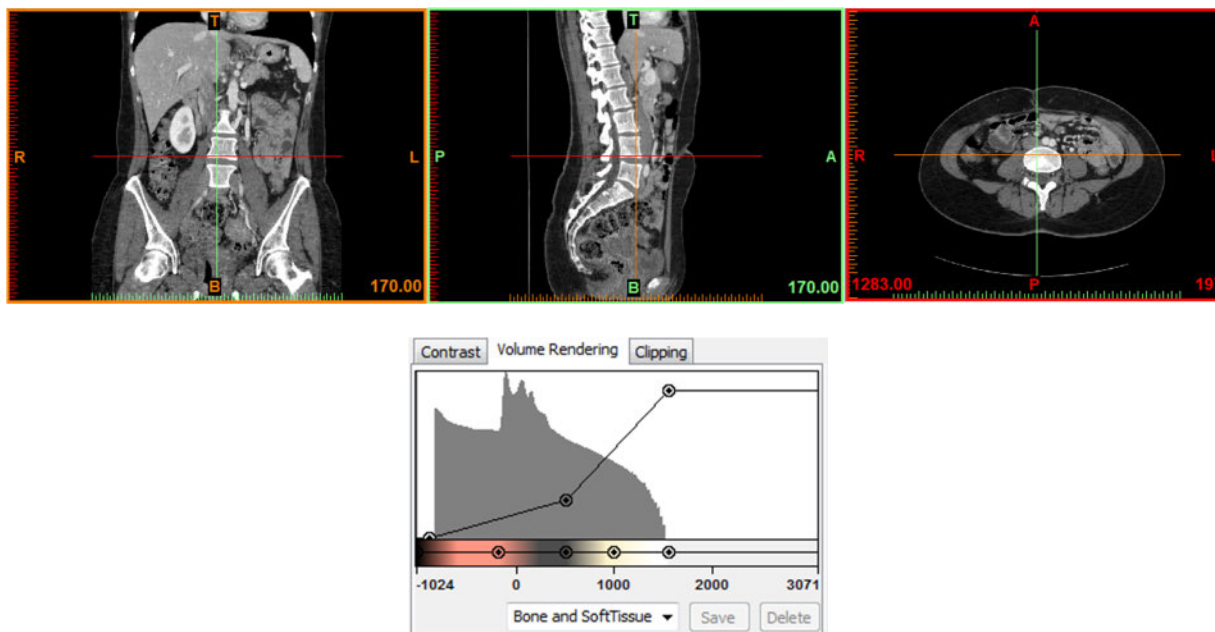 T
R
L
B
170.00
T
P
A
B
170.00
A
R
L
1283.00
P
19
Contrast Volume Rendering Clipping
-1024 0 1000 2000 3071
Bone and SoftTissue Save Delete